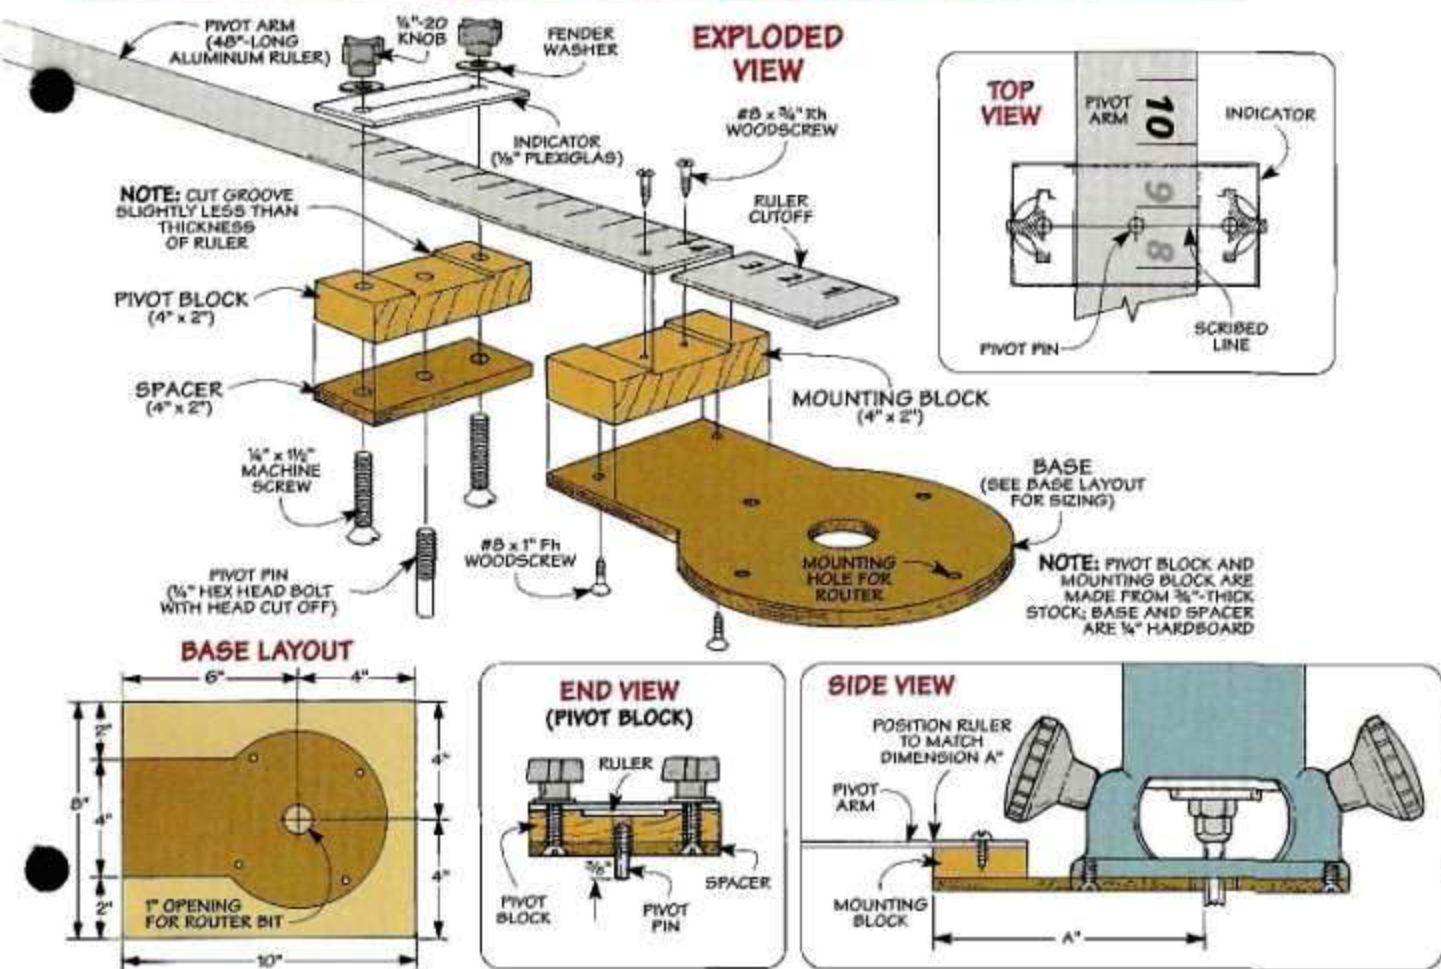 EXPLODED
VIEW
PIVOT ARM
(48"-LONG
ALUMINUM RULER)
¼"-20
KNOB
FENDER
WASHER
INDICATOR
(⅛" PLEXIGLAS)
#8 x ¾" Rh
WOODSCREW
RULER
CUTOFF
NOTE: CUT GROOVE
SLIGHTLY LESS THAN
THICKNESS
OF RULER
3 2 1
PIVOT BLOCK
(4" x 2")
SPACER
(4" x 2")
MOUNTING BLOCK
(4" x 2")
¼" x 1½"
MACHINE
SCREW
PIVOT PIN
(¼" HEX HEAD BOLT
WITH HEAD CUT OFF)
#8 x 1" Fh
WOODSCREW
BASE
(SEE BASE LAYOUT
FOR SIZING)
MOUNTING
HOLE FOR
ROUTER
NOTE: PIVOT BLOCK AND
MOUNTING BLOCK ARE
MADE FROM ¾"-THICK
STOCK; BASE AND SPACER
ARE ¼" HARDBOARD
TOP
VIEW
PIVOT
ARM
10
9
8
INDICATOR
PIVOT PIN
SCRIBED
LINE
BASE LAYOUT
6"
4"
2"
4"
8"
4"
4"
2"
1" OPENING
FOR ROUTER BIT
10"
END VIEW
(PIVOT BLOCK)
RULER
⅜"
PIVOT
BLOCK
PIVOT
PIN
SPACER
SIDE VIEW
POSITION RULER
TO MATCH
DIMENSION A"
PIVOT
ARM
MOUNTING
BLOCK
A"